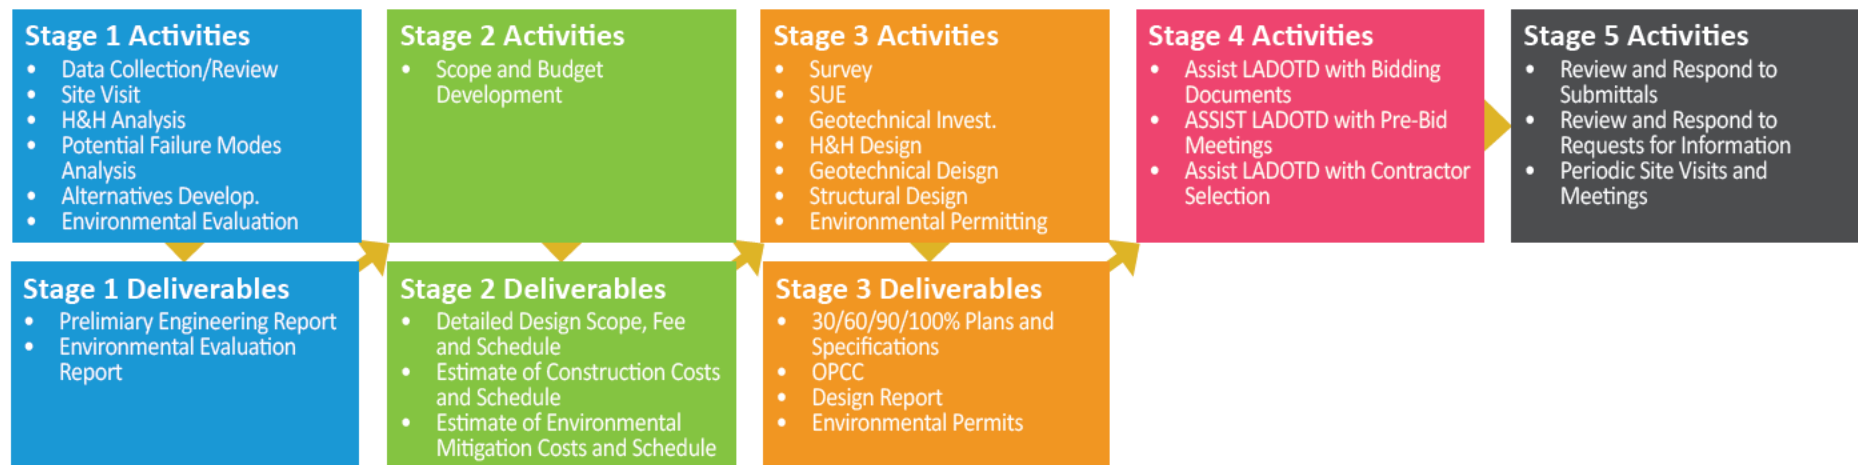 Stage 1 Activities
• Data Collection/Review
• Site Visit
• H&H Analysis
• Potential Failure Modes
Analysis
• Alternatives Develop.
• Environmental Evaluation
Stage 1 Deliverables
• Prelimiary Engineering Report
• Environmental Evaluation
Report
Stage 2 Activities
• Scope and Budget
Development
Stage 2 Deliverables
• Detailed Design Scope, Fee
and Schedule
• Estimate of Construction Costs
and Schedule
• Estimate of Environmental
Mitigation Costs and Schedule
Stage 3 Activities
• Survey
• SUE
• Geotechnical Invest.
• H&H Design
• Geotechnical Deisgn
• Structural Design
• Environmental Permitting
Stage 3 Deliverables
• 30/60/90/100% Plans and
Specifications
• OPCC
• Design Report
• Environmental Permits
Stage 4 Activities
• Assist LADOTD with Bidding
Documents
• ASSIST LADOTD with Pre-Bid
Meetings
• Assist LADOTD with Contractor
Selection
Stage 5 Activities
• Review and Respond to
Submittals
• Review and Respond to
Requests for Information
• Periodic Site Visits and
Meetings